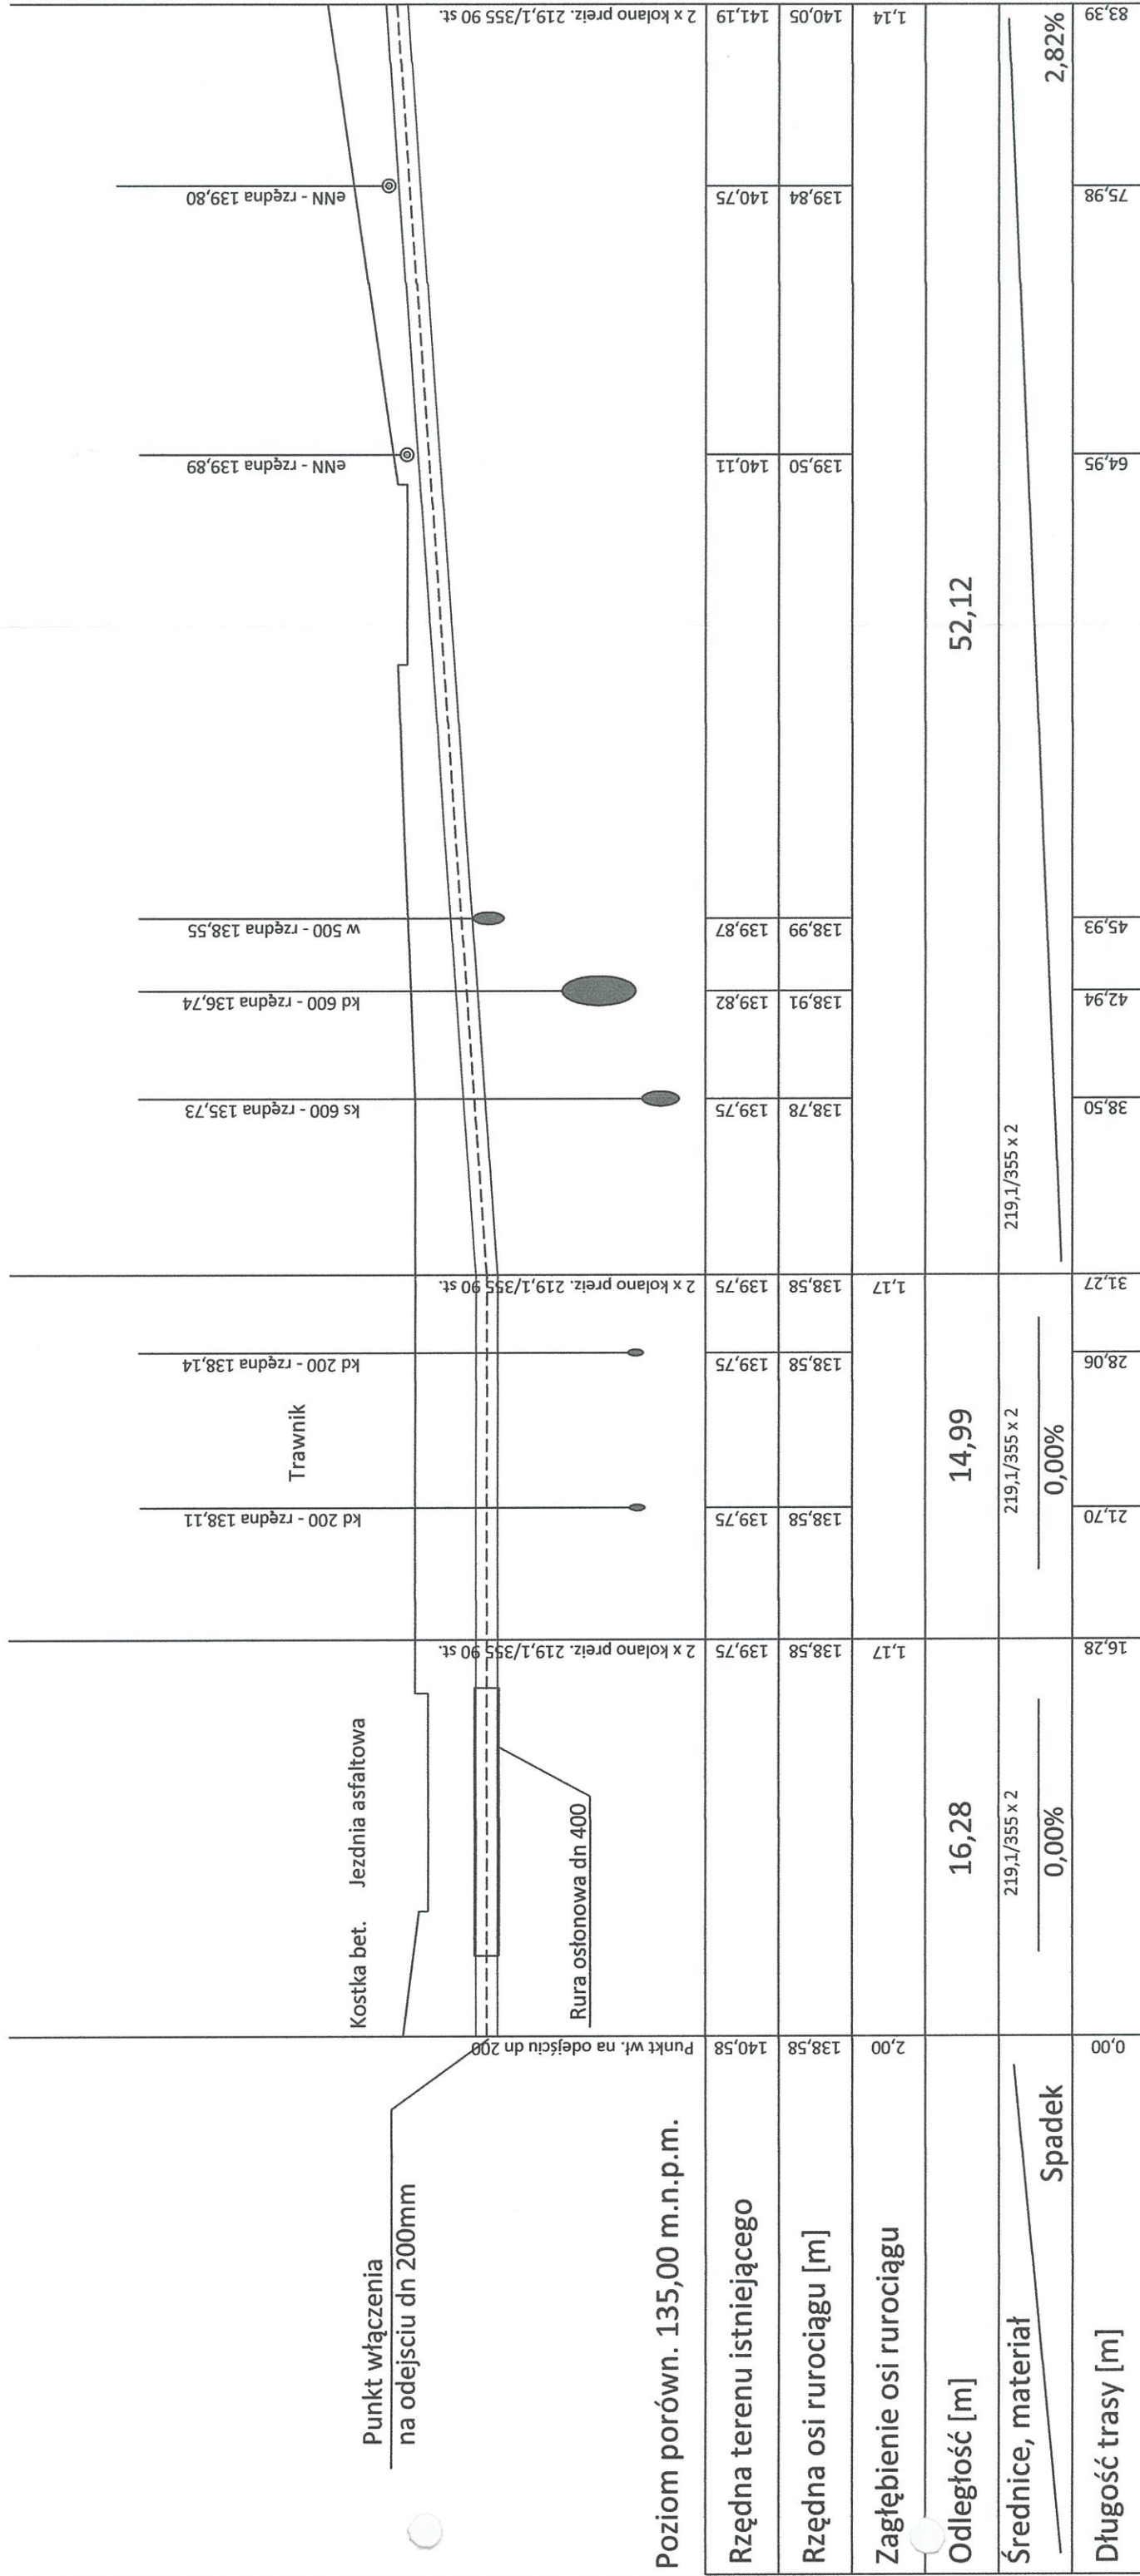 Punkt włączenia
na odejsciu dn 200mm
Kostka bet.
Jezdnia asfaltowa
Trawnik
Rura osłonowa dn 400
kd 200 - rzędna 138,11
kd 200 - rzędna 138,14
ks 600 - rzędna 135,73
kd 600 - rzędna 136,74
w 500 - rzędna 138,55
eNN - rzędna 139,89
eNN - rzędna 139,80
Punkt wł. na odejściu dn 200
2 x kolano preiz. 219,1/355 90 st.
2 x kolano preiz. 219,1/355 90 st.
2 x kolano preiz. 219,1/355 90 st.
Poziom porówn. 135,00 m.n.p.m.
Rzędna terenu istniejącego
140,58
139,75
139,75
139,75
139,75
139,75
139,82
139,87
140,11
140,75
141,19
Rzędna osi rurociągu [m]
138,58
138,58
138,58
138,58
138,58
138,78
138,91
138,99
139,50
139,84
140,05
Zagłębienie osi rurociągu
2,00
1,17
1,17
1,14
Odległość [m]
16,28
14,99
52,12
Średnice, materiał
219,1/355 x 2
219,1/355 x 2
219,1/355 x 2
Spadek
0,00%
0,00%
2,82%
Długość trasy [m]
0,00
16,28
21,70
28,06
31,27
38,50
42,94
45,93
64,95
75,98
83,39